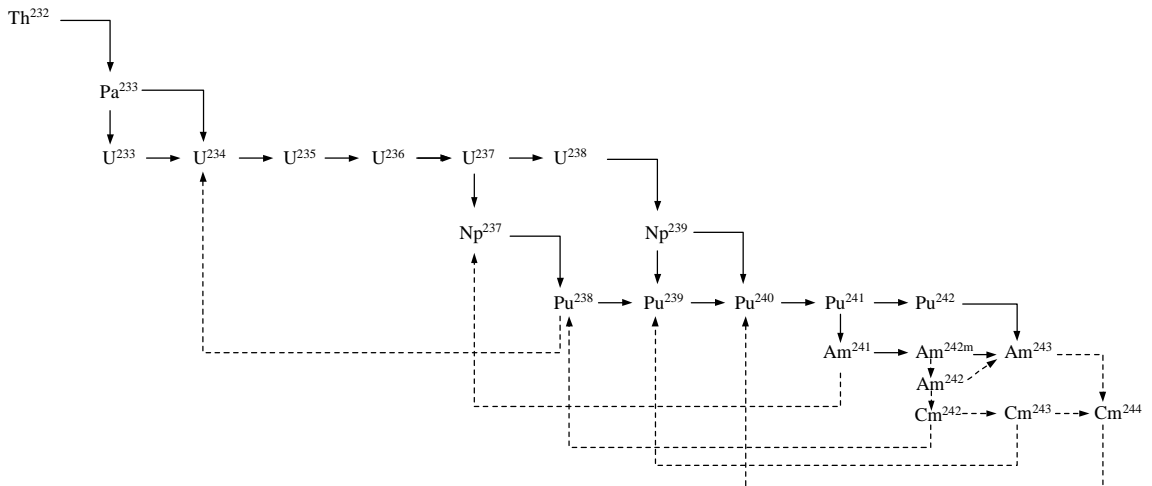 Th²³²
Pa²³³
U²³³ U²³⁴ U²³⁵ U²³⁶ U²³⁷ U²³⁸
Np²³⁷ Np²³⁹
Pu²³⁸ Pu²³⁹ Pu²⁴⁰ Pu²⁴¹ Pu²⁴²
Am²⁴¹ Am²⁴²ᵐ Am²⁴³
Am²⁴²
Cm²⁴² Cm²⁴³ Cm²⁴⁴